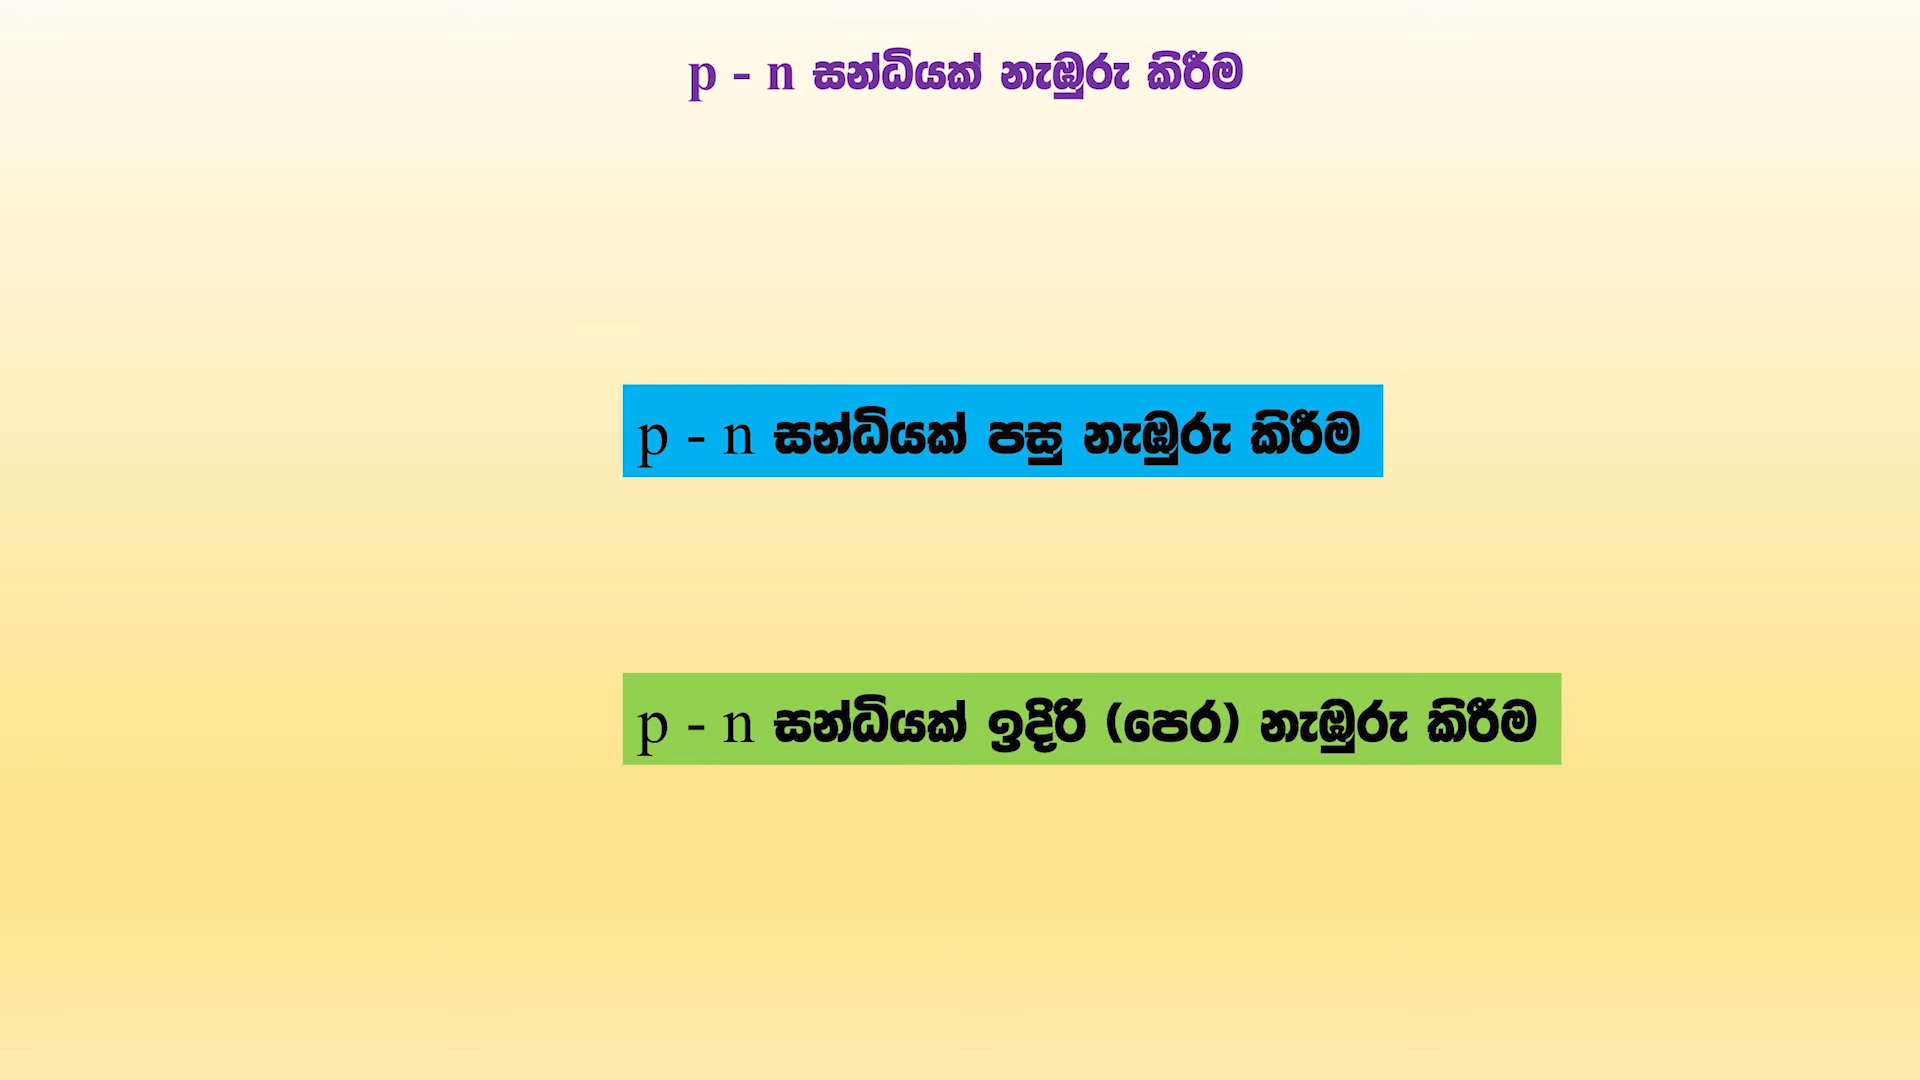 p - n සන්ධියක් නැඹුරු කිරීම
p - n සන්ධියක් පසු නැඹුරු කිරීම
p - n සන්ධියක් ඉදිරි (පෙර) නැඹුරු කිරීම